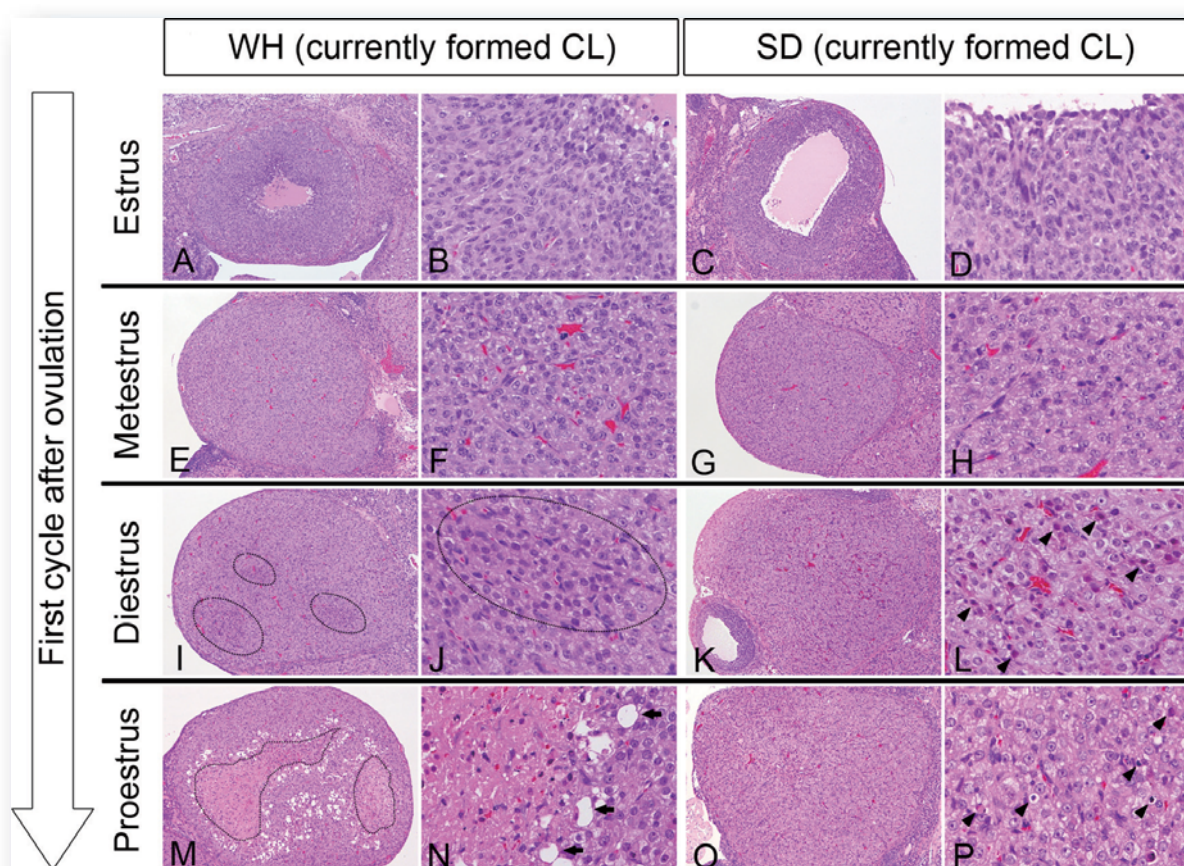 WH (currently formed CL)
SD (currently formed CL)
First cycle after ovulation
Estrus
A
B
C
D
Metestrus
E
F
G
H
Diestrus
I
J
K
L
Proestrus
M
N
O
P